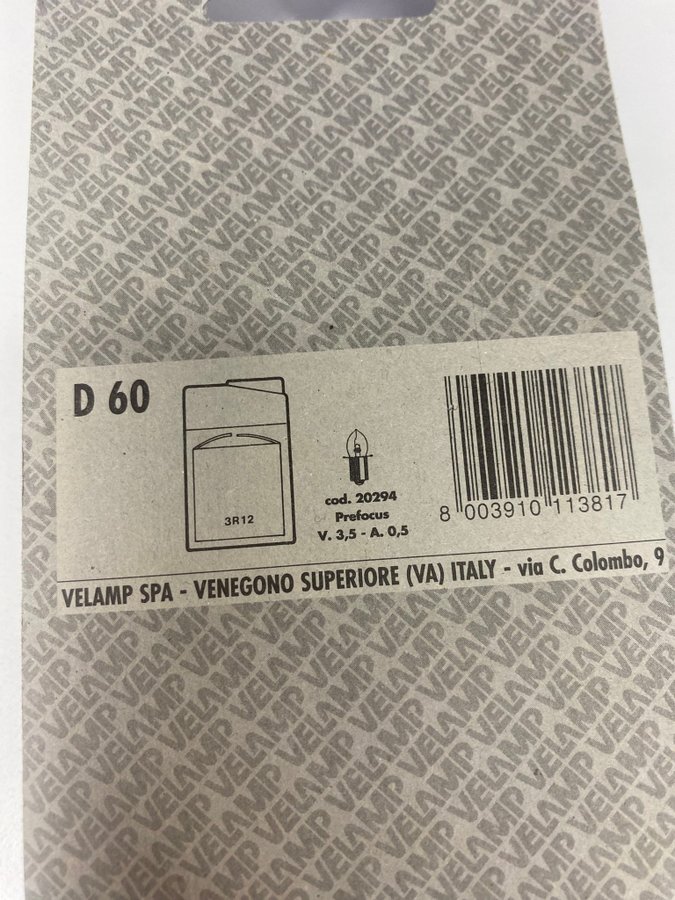 D 60
3R12
cod. 20294
Prefocus
V. 3,5 - A. 0,5
8 003910 113817
VELAMP SPA - VENEGONO SUPERIORE (VA) ITALY - via C. Colombo, 9
VELAMP